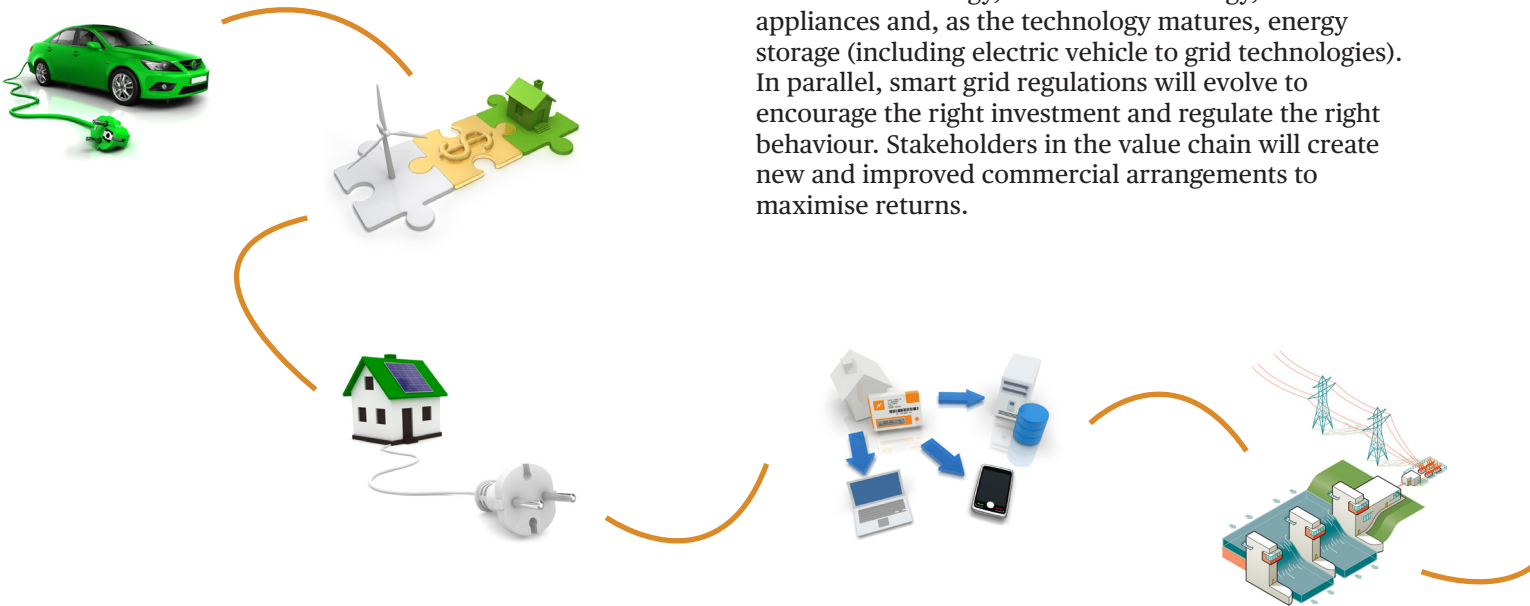 appliances and, as the technology matures, energy
storage (including electric vehicle to grid technologies).
In parallel, smart grid regulations will evolve to
encourage the right investment and regulate the right
behaviour. Stakeholders in the value chain will create
new and improved commercial arrangements to
maximise returns.